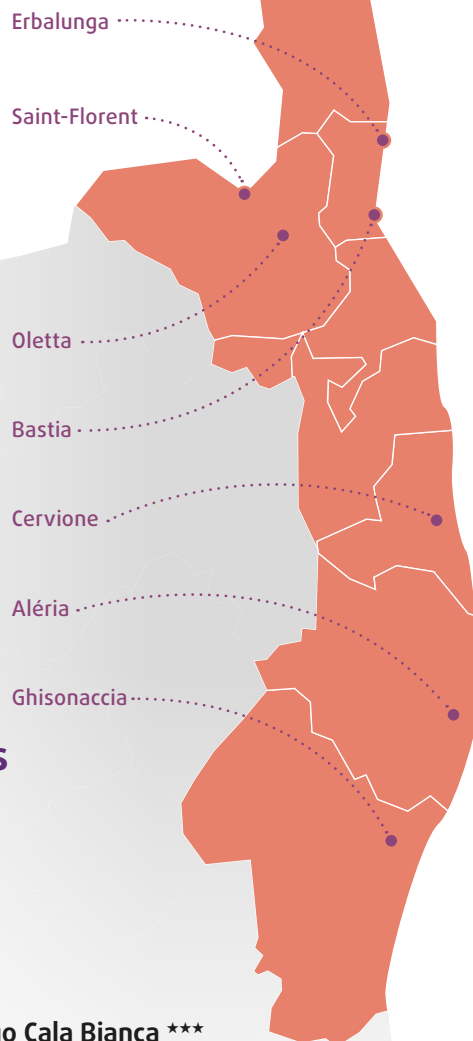 Erbalunga
Saint-Florent
Oletta
Bastia
Cervione
Aléria
Ghisonaccia
s
o Cala Bianca ★★★